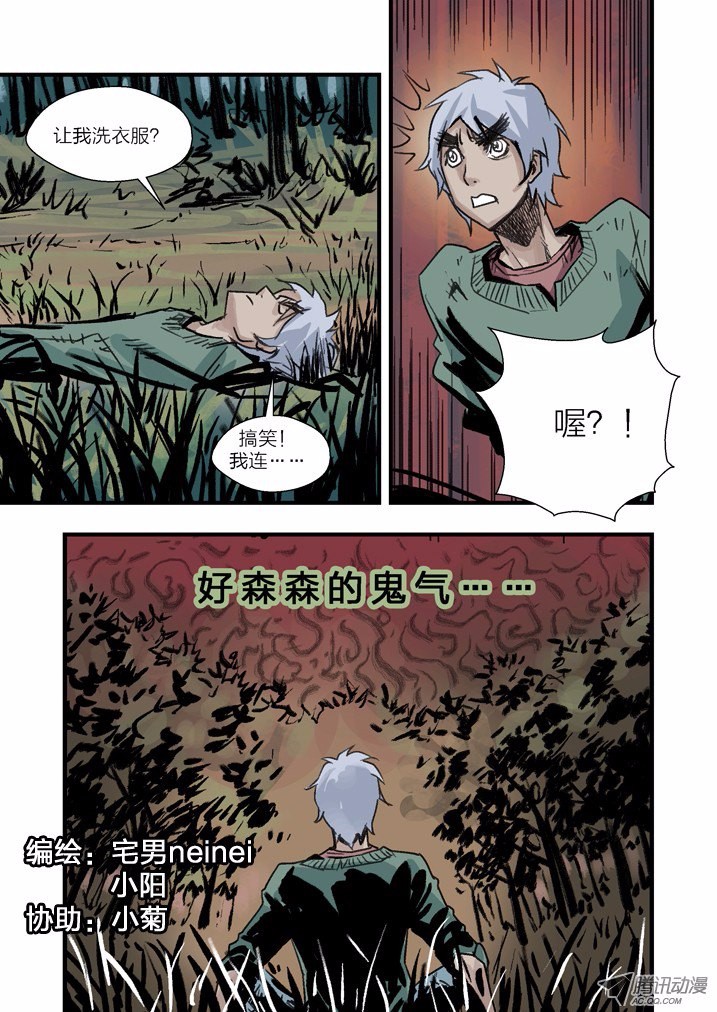 让我洗衣服？
搞笑！
我连……
喔？！
好森森的鬼气……
编绘：宅男neinei
小阳
协助：小菊
腾讯动漫
AC.QQ.COM